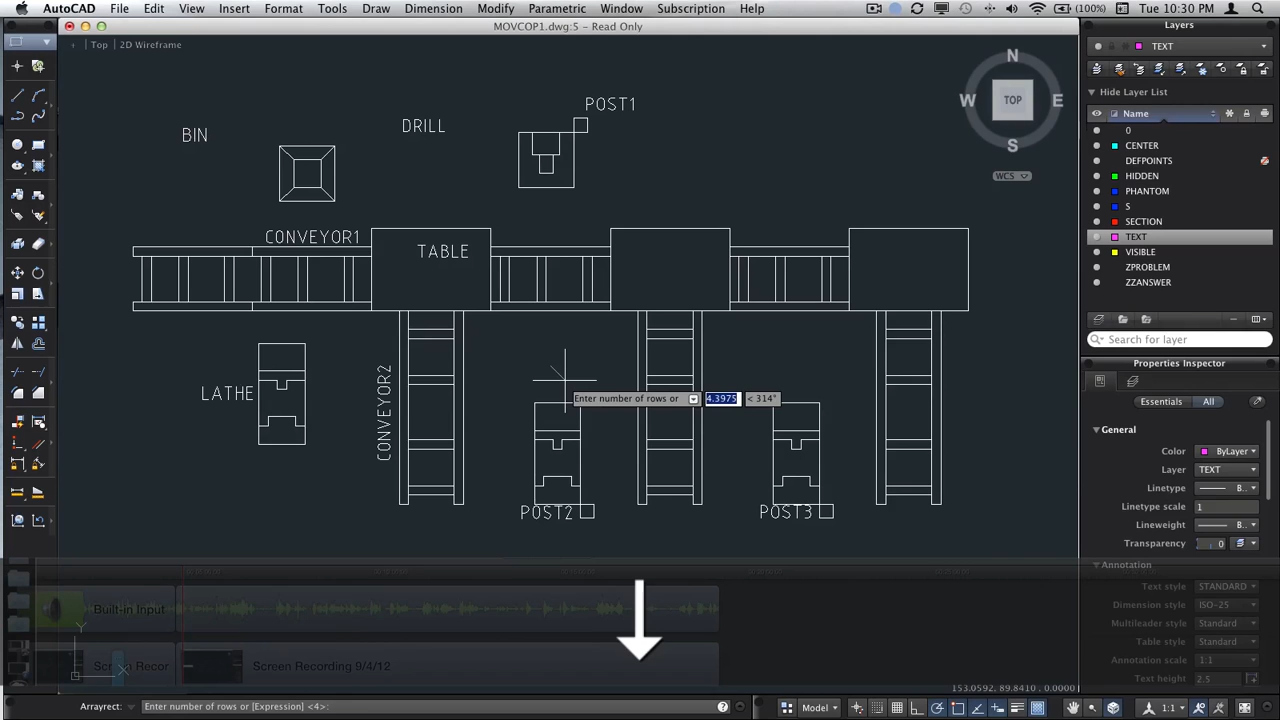 AutoCAD File Edit View Insert Format Tools Draw Dimension Modify Parametric Window Subscription Help (100%) Tue 10:30 PM
MOVCOP1.dwg:5 – Read Only
Top 2D Wireframe
POST1
BIN
DRILL
CONVEYOR1
TABLE
LATHE
CONVEYOR2
Enter number of rows or 4.3975 < 314°
POST2
POST3
N
W TOP E
S
WCS
Layers
TEXT
Hide Layer List
Name
0
CENTER
DEFPOINTS
HIDDEN
PHANTOM
S
SECTION
TEXT
VISIBLE
ZPROBLEM
ZZANSWER
Search for layer
Properties Inspector
Essentials All
General
Color ByLayer
Layer TEXT
Linetype B..
Linetype scale 1
Lineweight B..
Transparency 0
Annotation
Text style STANDARD
Dimension style ISO-25
Multileader style Standard
Table style Standard
Annotation scale 1:1
Text height 2.5
Built-in Input
Y
X
Screen Recor
Screen Recording 9/4/12
153.0592, 89.8410, 0.0000
Arrayrect: Enter number of rows or [Expression] <4>:
Model
1:1